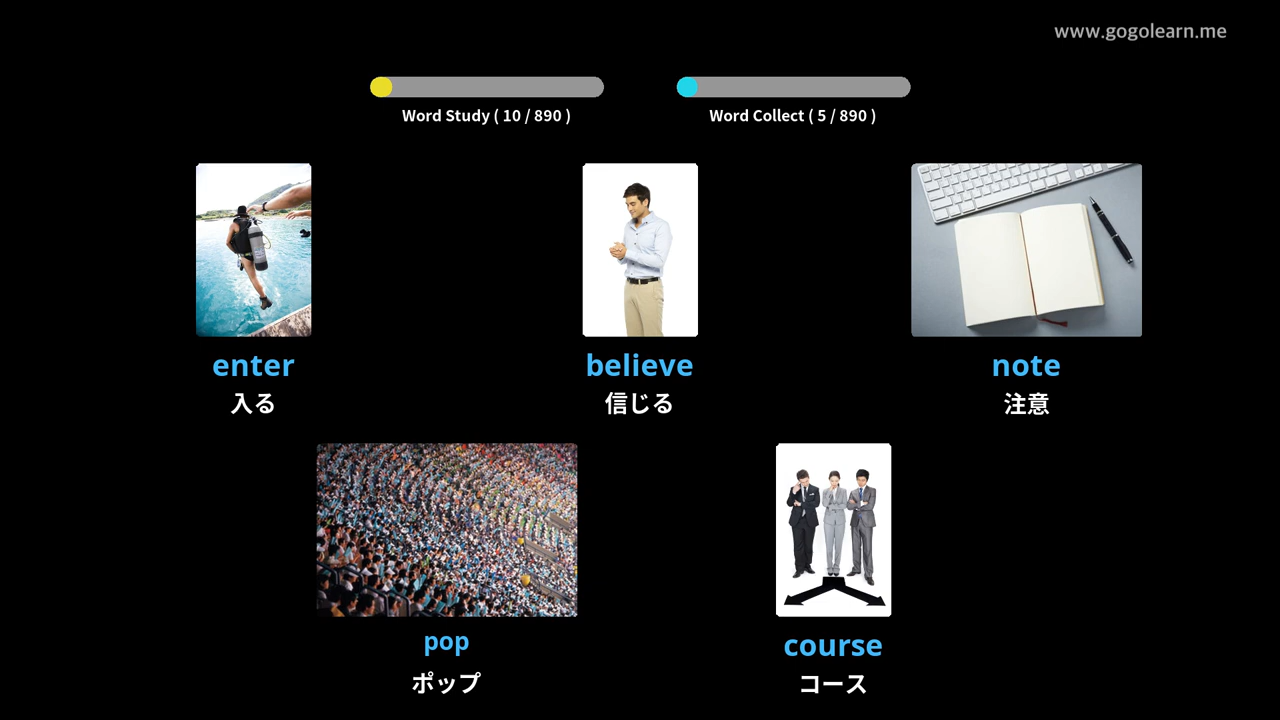 www.gogolearn.me
Word Study ( 10 / 890 )
Word Collect ( 5 / 890 )
enter
入る
believe
信じる
note
注意
pop
ポップ
course
コース